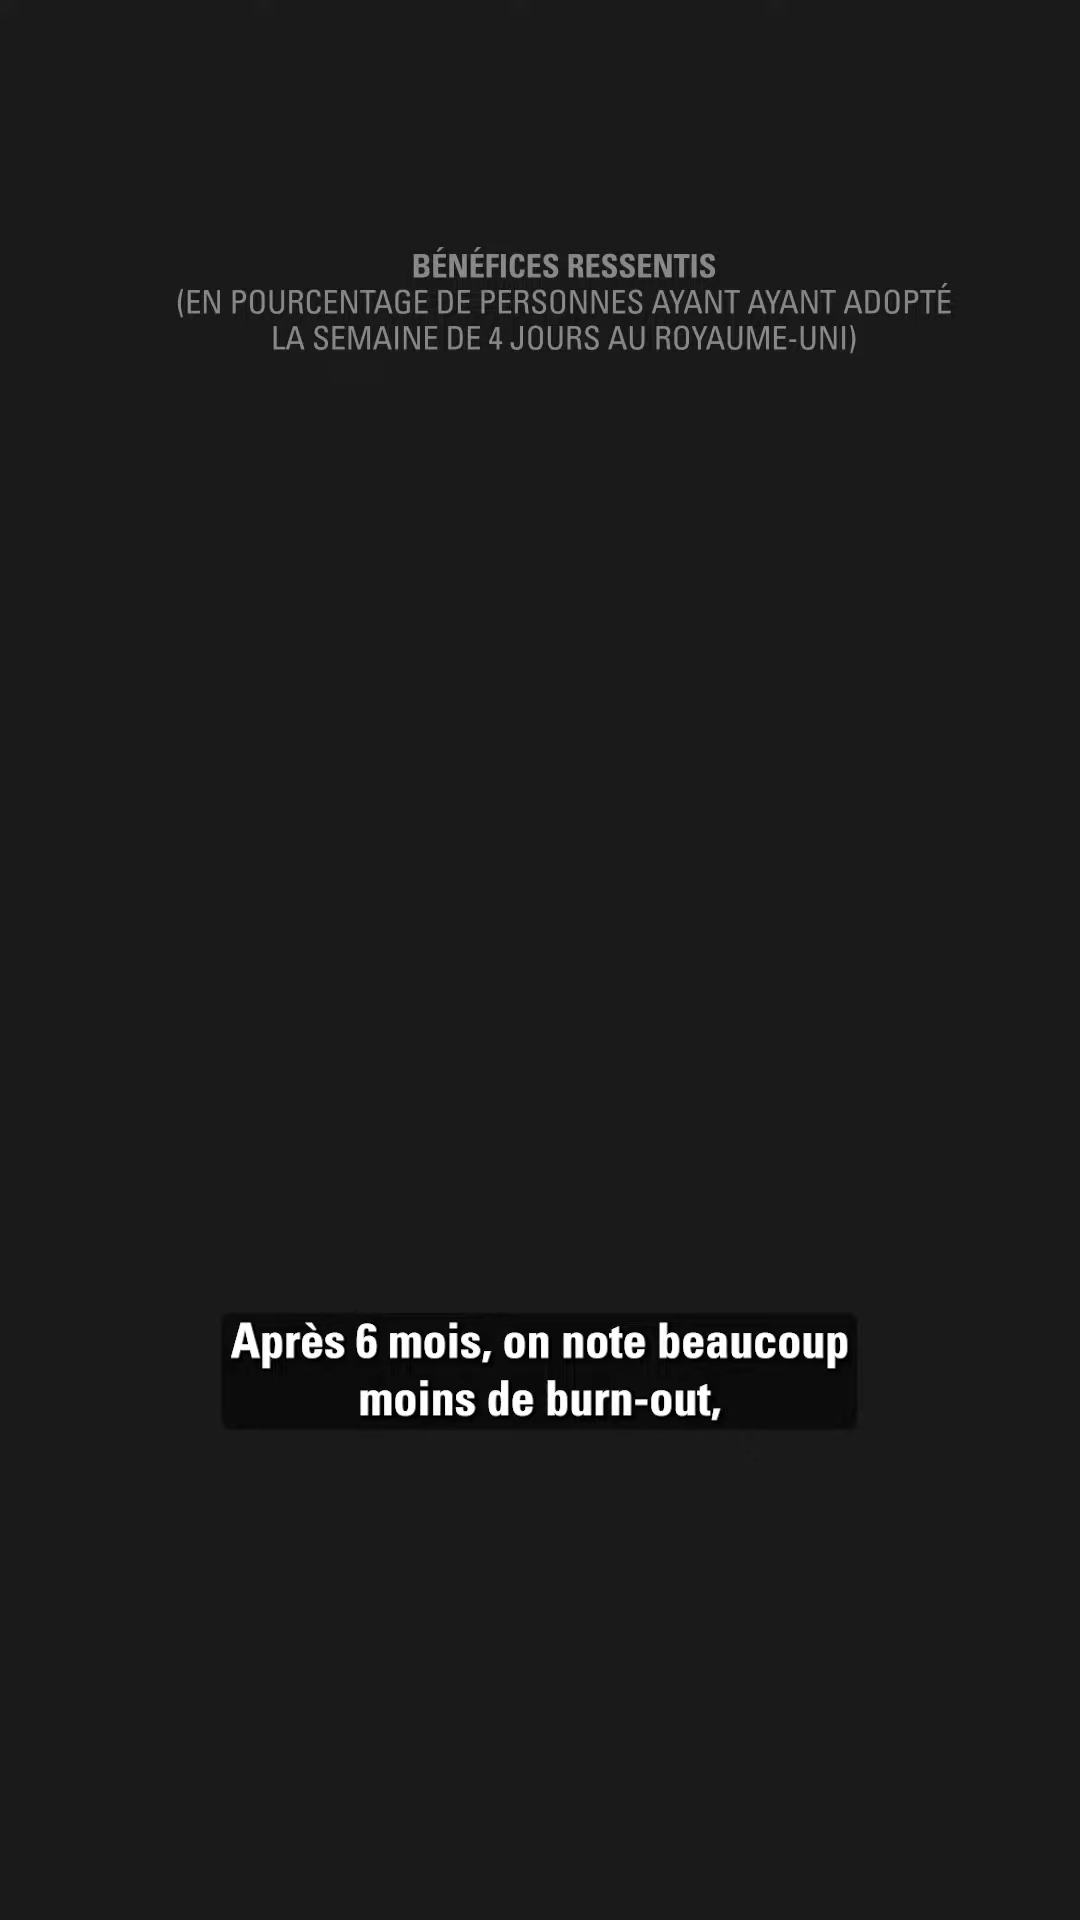 BÉNÉFICES RESSENTIS
(EN POURCENTAGE DE PERSONNES AYANT AYANT ADOPTÉ
LA SEMAINE DE 4 JOURS AU ROYAUME-UNI)
Après 6 mois, on note beaucoup
moins de burn-out,